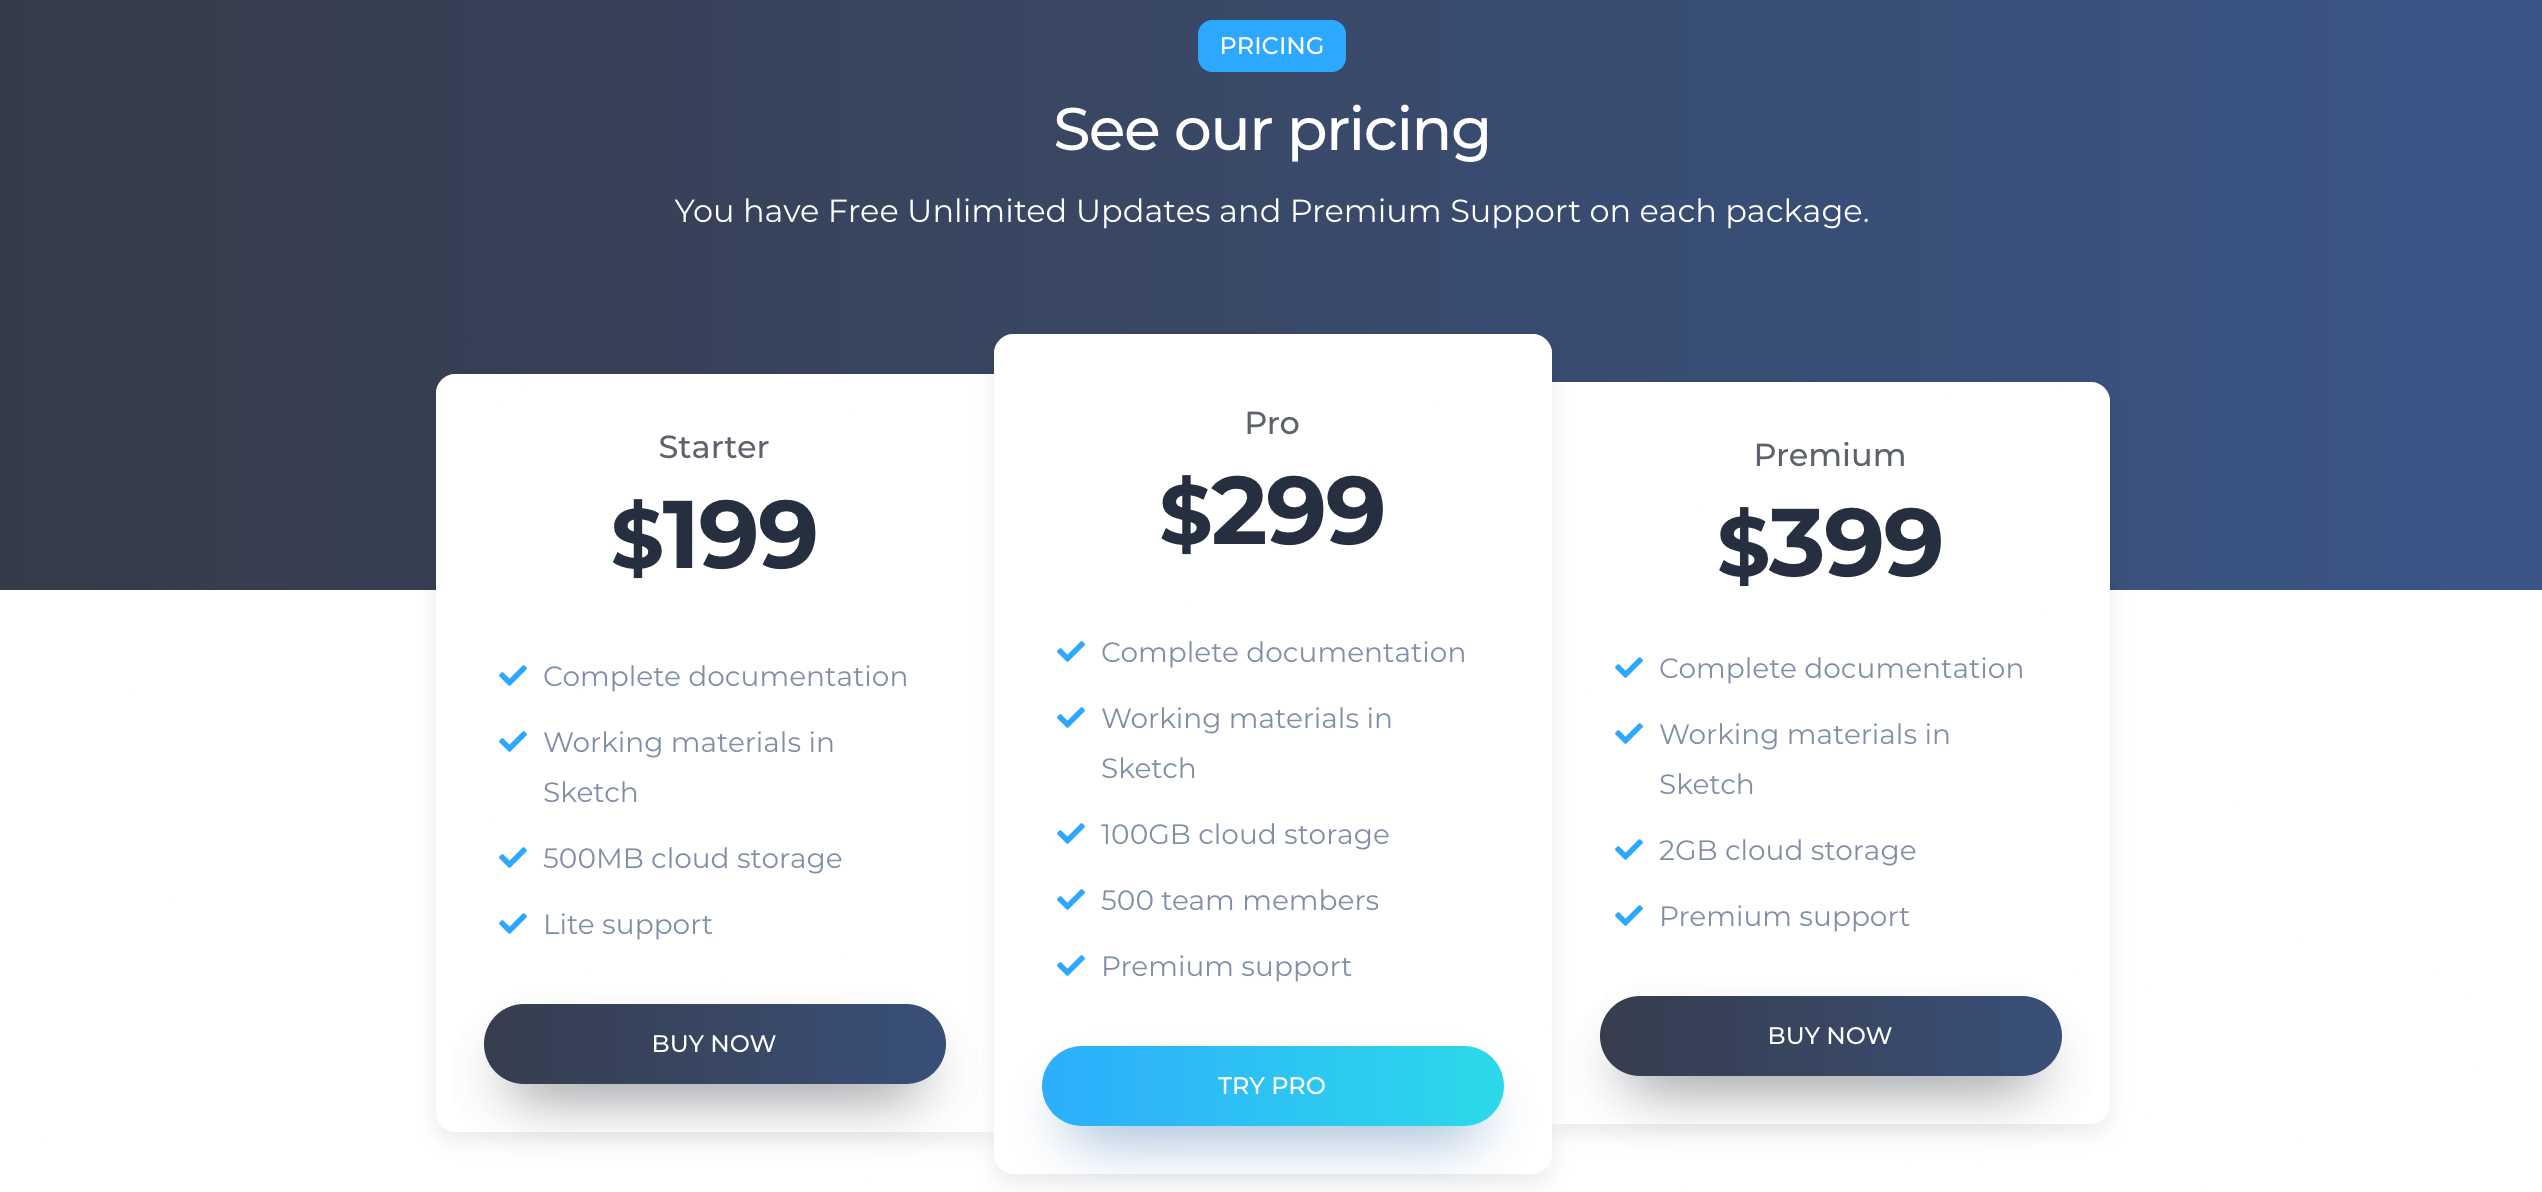 PRICING
See our pricing
You have Free Unlimited Updates and Premium Support on each package.
Starter
$199
Complete documentation
Working materials in
Sketch
500MB cloud storage
Lite support
BUY NOW
Pro
$299
Complete documentation
Working materials in
Sketch
100GB cloud storage
500 team members
Premium support
TRY PRO
Premium
$399
Complete documentation
Working materials in
Sketch
2GB cloud storage
Premium support
BUY NOW